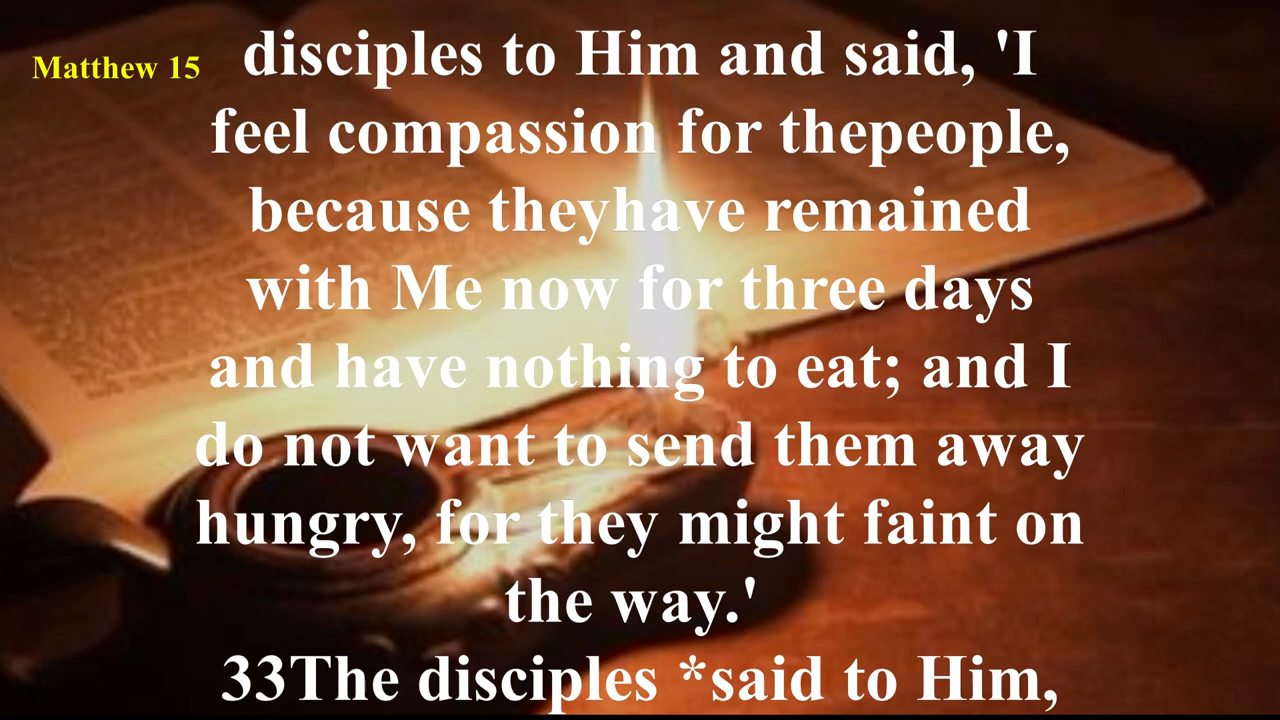 Matthew 15
disciples to Him and said, 'I
feel compassion for thepeople,
because theyhave remained
with Me now for three days
and have nothing to eat; and I
do not want to send them away
hungry, for they might faint on
the way.'
33The disciples *said to Him,